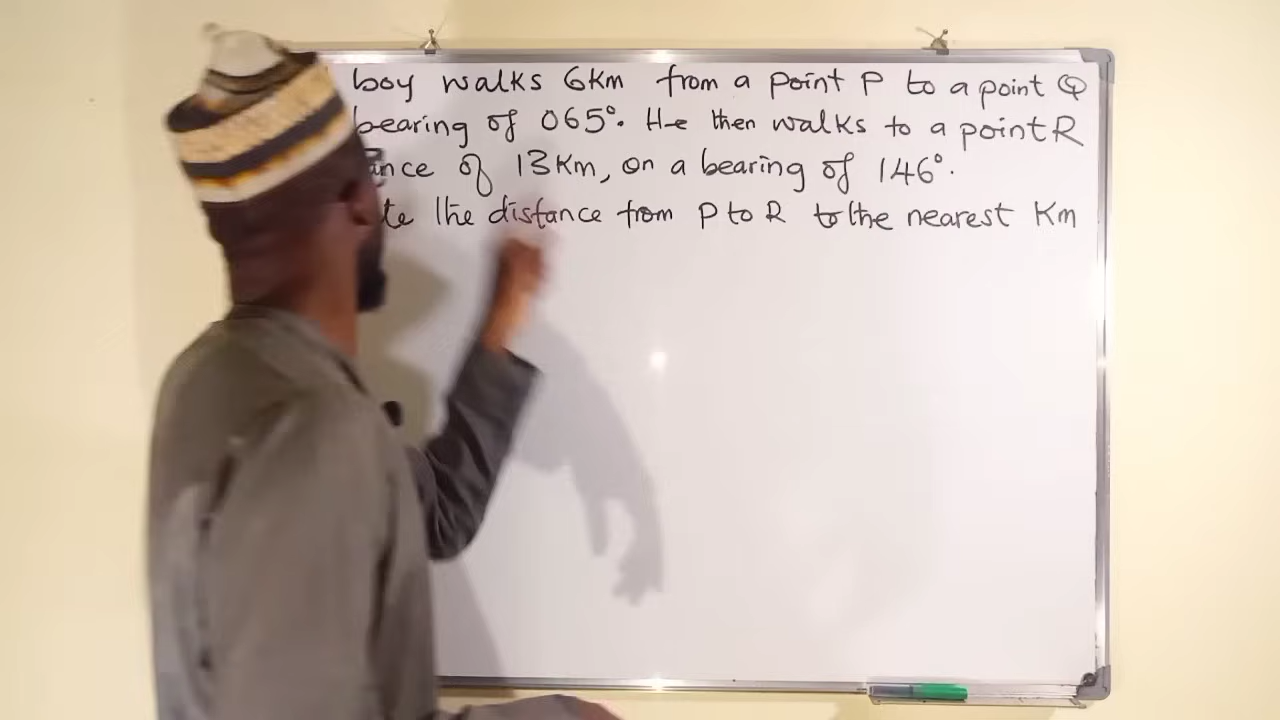 boy walks 6Km from a point P to a point Q
bearing of 065°. He then walks to a point R
ance of 13Km, on a bearing of 146°.
te the distance from P to R to the nearest Km